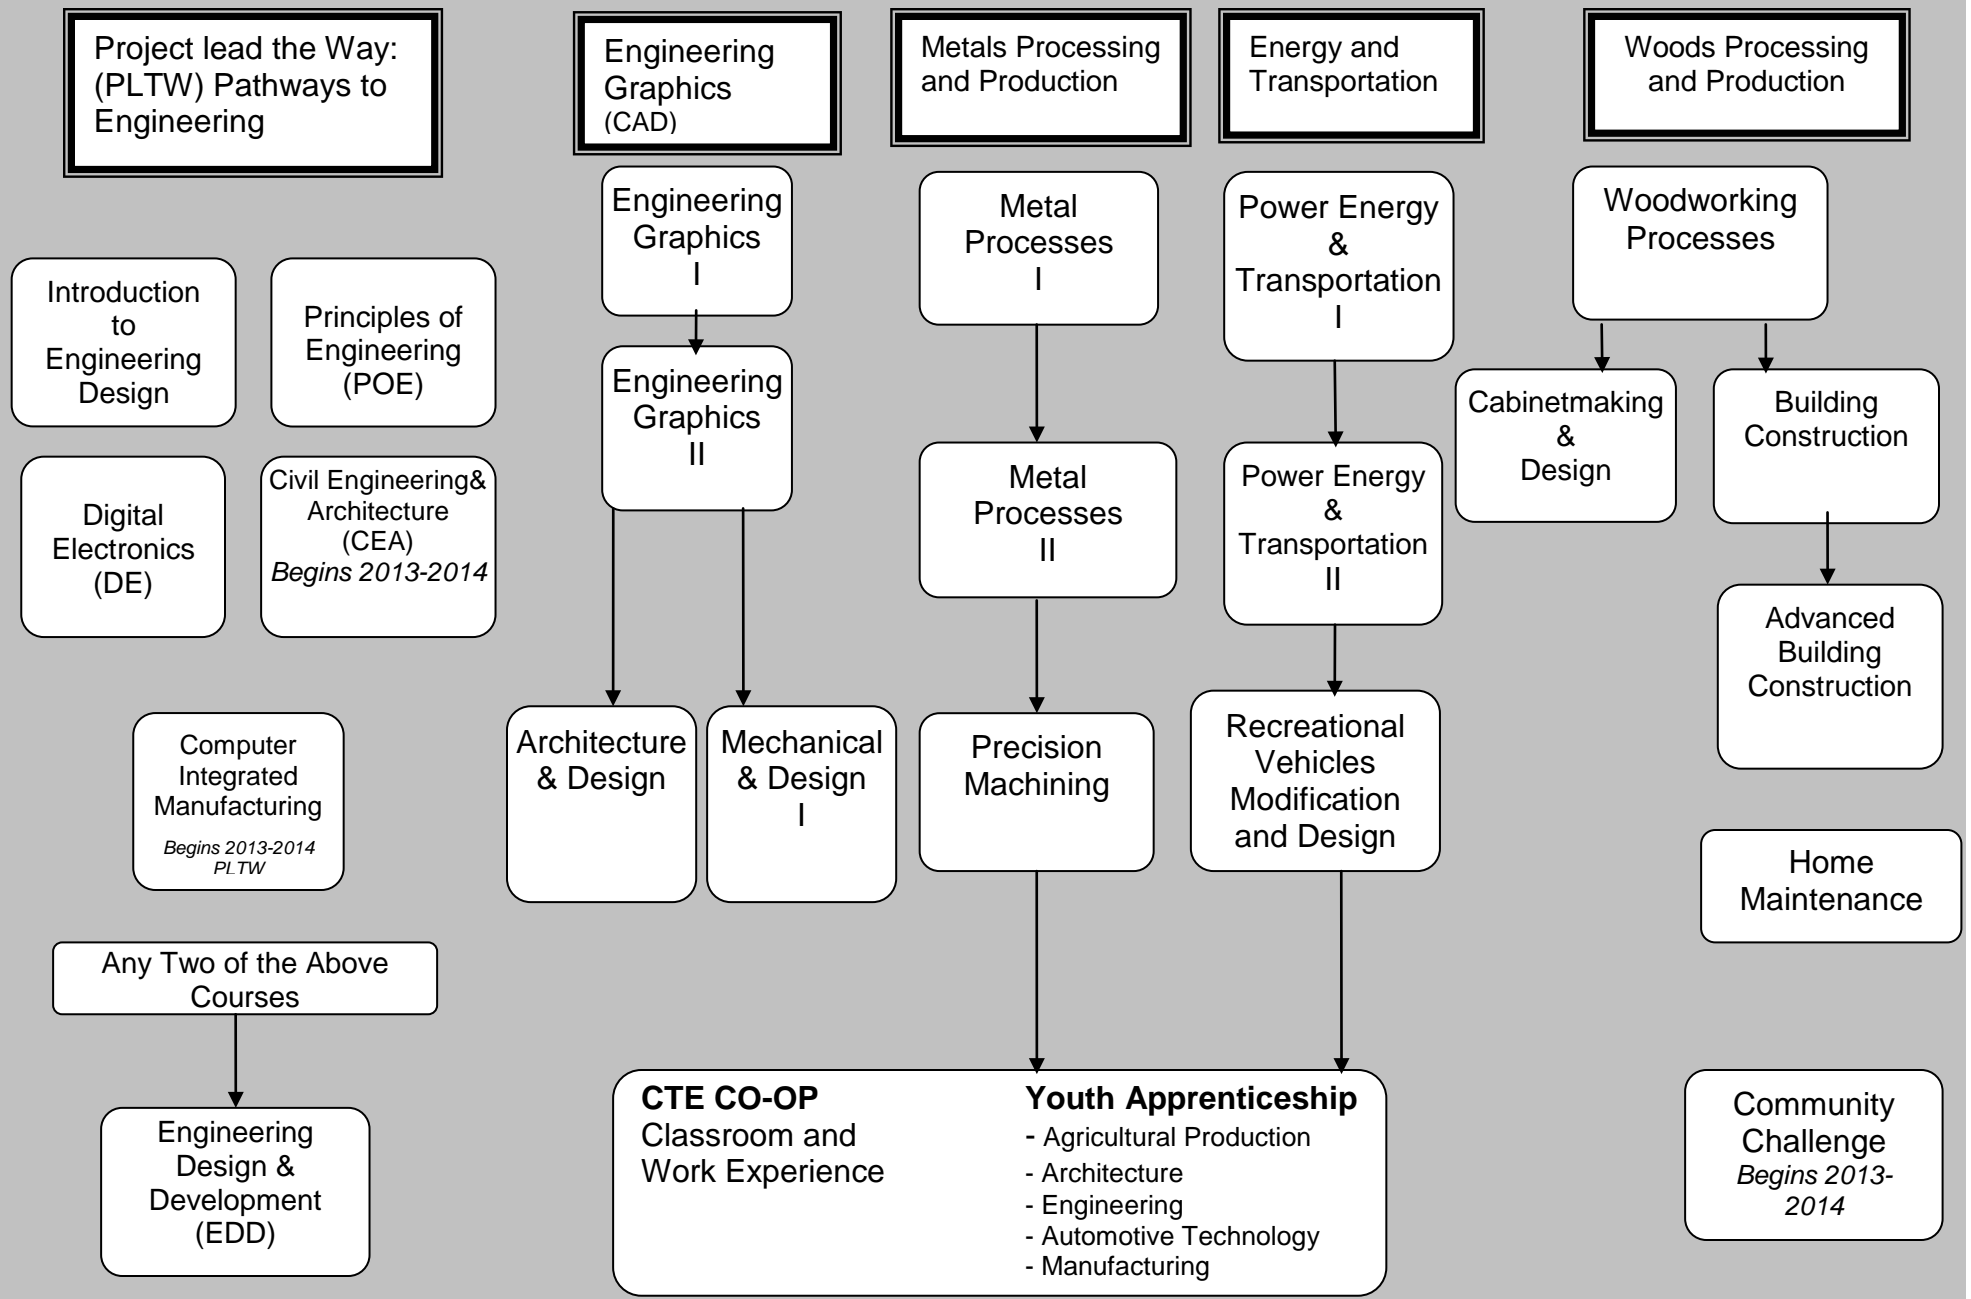 Project lead the Way:
(PLTW) Pathways to
Engineering
Engineering
Graphics
(CAD)
Metals Processing
and Production
Energy and
Transportation
Woods Processing
and Production
Introduction
to
Engineering
Design
Principles of
Engineering
(POE)
Digital
Electronics
(DE)
Civil Engineering&
Architecture
(CEA)
Begins 2013-2014
Computer
Integrated
Manufacturing
Begins 2013-2014
PLTW
Any Two of the Above
Courses
Engineering
Design &
Development
(EDD)
Engineering
Graphics
I
Engineering
Graphics
II
Architecture
& Design
Mechanical
& Design
I
Metal
Processes
I
Metal
Processes
II
Precision
Machining
Power Energy
&
Transportation
I
Power Energy
&
Transportation
II
Recreational
Vehicles
Modification
and Design
CTE CO-OP
Classroom and
Work Experience
Youth Apprenticeship
- Agricultural Production
- Architecture
- Engineering
- Automotive Technology
- Manufacturing
Woodworking
Processes
Cabinetmaking
&
Design
Building
Construction
Advanced
Building
Construction
Home
Maintenance
Community
Challenge
Begins 2013-
2014